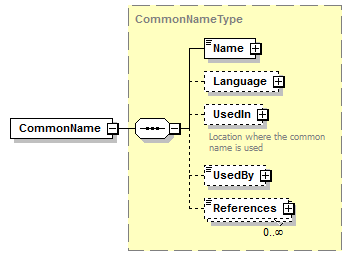 CommonNameType
Name
Language
CommonName
UsedIn
Location where the common
name is used
UsedBy
References
0..∞